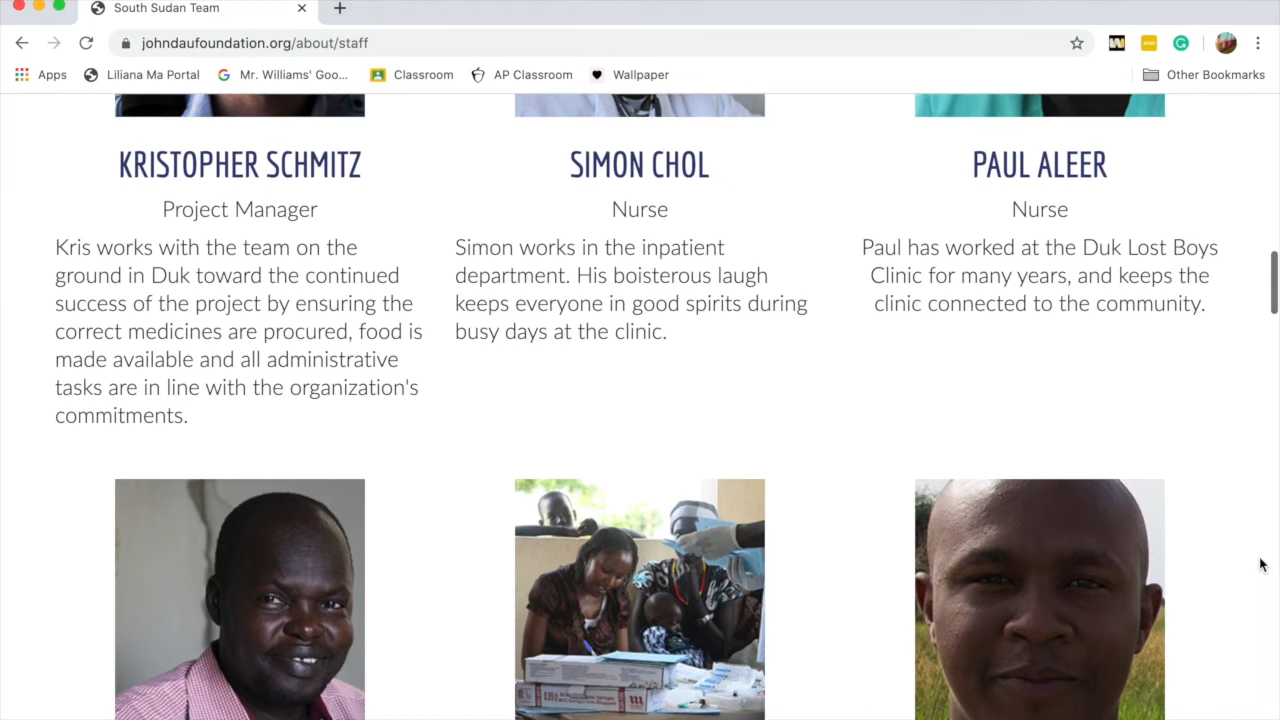 South Sudan Team
johndaufoundation.org/about/staff
Apps Liliana Ma Portal Mr. Williams' Goo... Classroom AP Classroom Wallpaper Other Bookmarks
KRISTOPHER SCHMITZ
Project Manager
Kris works with the team on the
ground in Duk toward the continued
success of the project by ensuring the
correct medicines are procured, food is
made available and all administrative
tasks are in line with the organization's
commitments.
SIMON CHOL
Nurse
Simon works in the inpatient
department. His boisterous laugh
keeps everyone in good spirits during
busy days at the clinic.
PAUL ALEER
Nurse
Paul has worked at the Duk Lost Boys
Clinic for many years, and keeps the
clinic connected to the community.